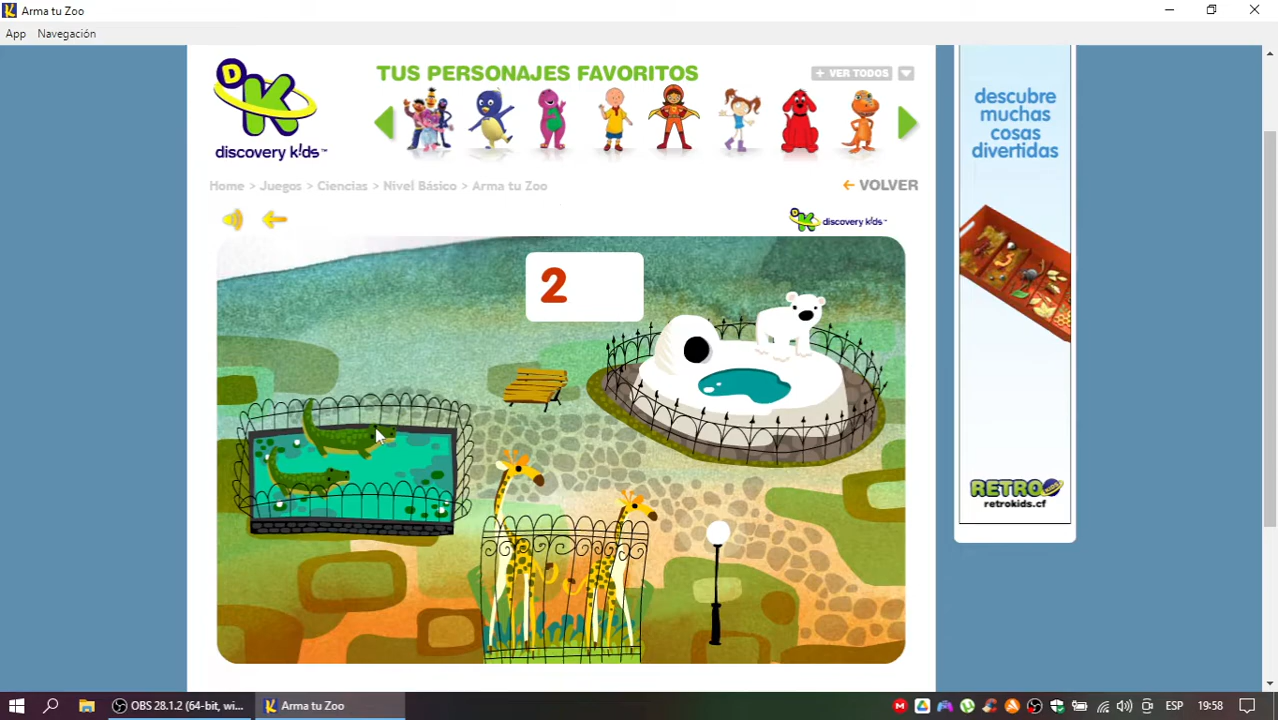 Arma tu Zoo
App Navegación
D K
discovery k!ds™
TUS PERSONAJES FAVORITOS
+ VER TODOS
Home > Juegos > Ciencias > Nivel Básico > Arma tu Zoo
VOLVER
discovery k!ds™
2
descubre
muchas
cosas
divertidas
RETRO
retrokids.cf
OBS 28.1.2 (64-bit, wi...
Arma tu Zoo
ESP
19:58